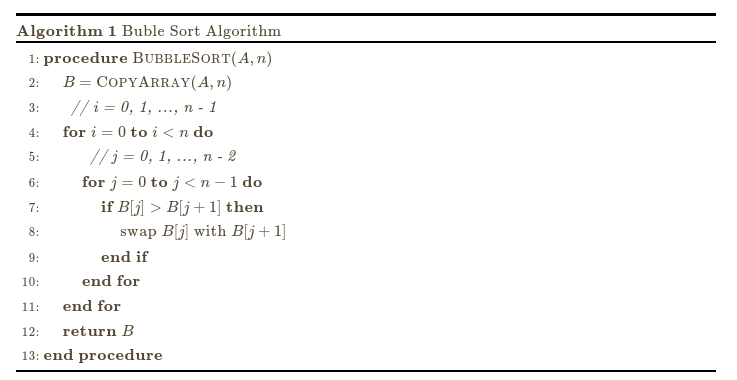 Algorithm 1 Buble Sort Algorithm
1: procedure BUBBLESORT(A, n)
2: B = COPYARRAY(A, n)
3: // i = 0, 1, ..., n - 1
4: for i = 0 to i < n do
5: // j = 0, 1, ..., n - 2
6: for j = 0 to j < n − 1 do
7: if B[j] > B[j + 1] then
8: swap B[j] with B[j + 1]
9: end if
10: end for
11: end for
12: return B
13: end procedure